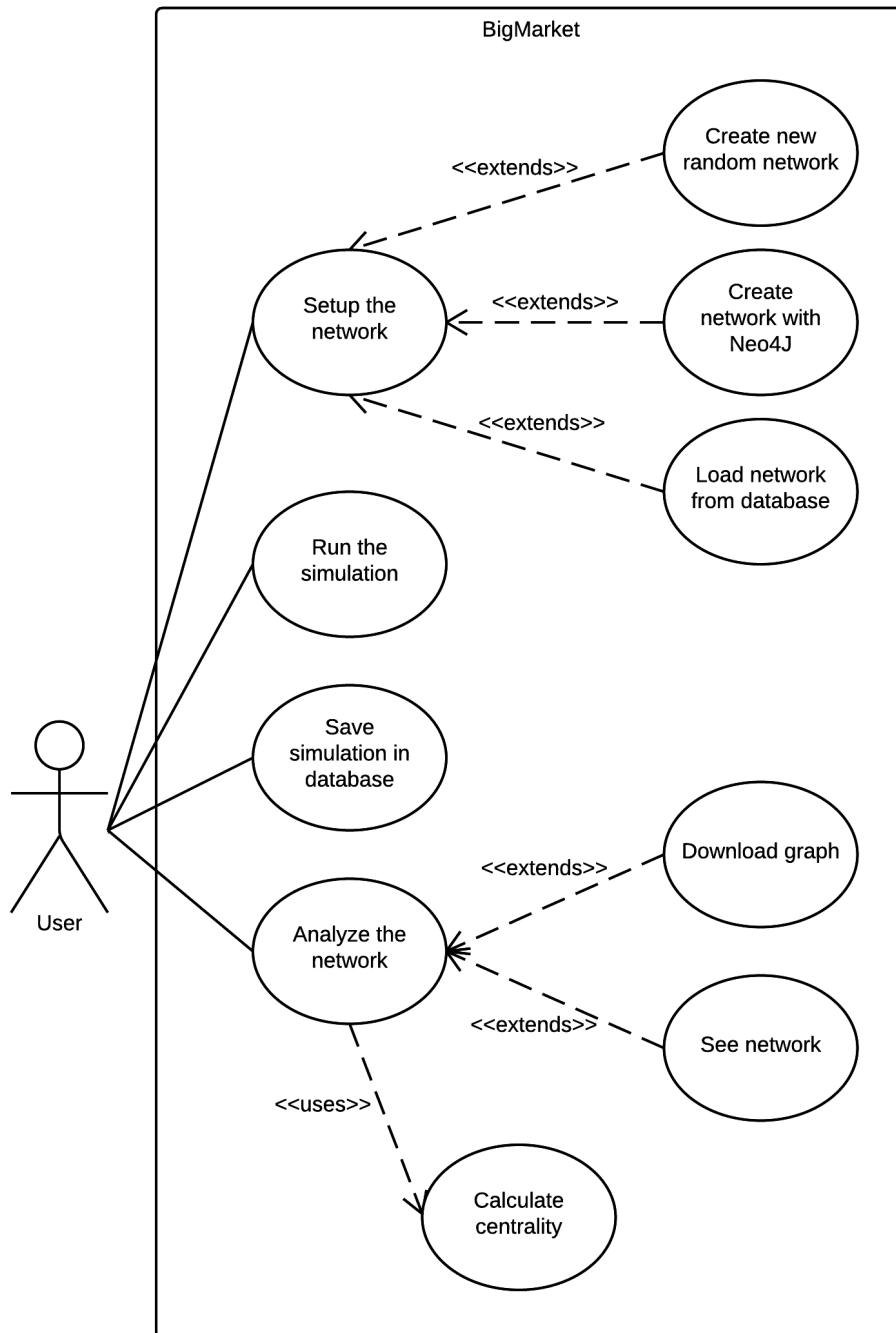 BigMarket
Create new
random network
<<extends>>
Setup the
network
<<extends>>
Create
network with
Neo4J
<<extends>>
Load network
from database
Run the
simulation
Save
simulation in
database
User
Analyze the
network
<<extends>>
Download graph
<<extends>>
See network
<<uses>>
Calculate
centrality